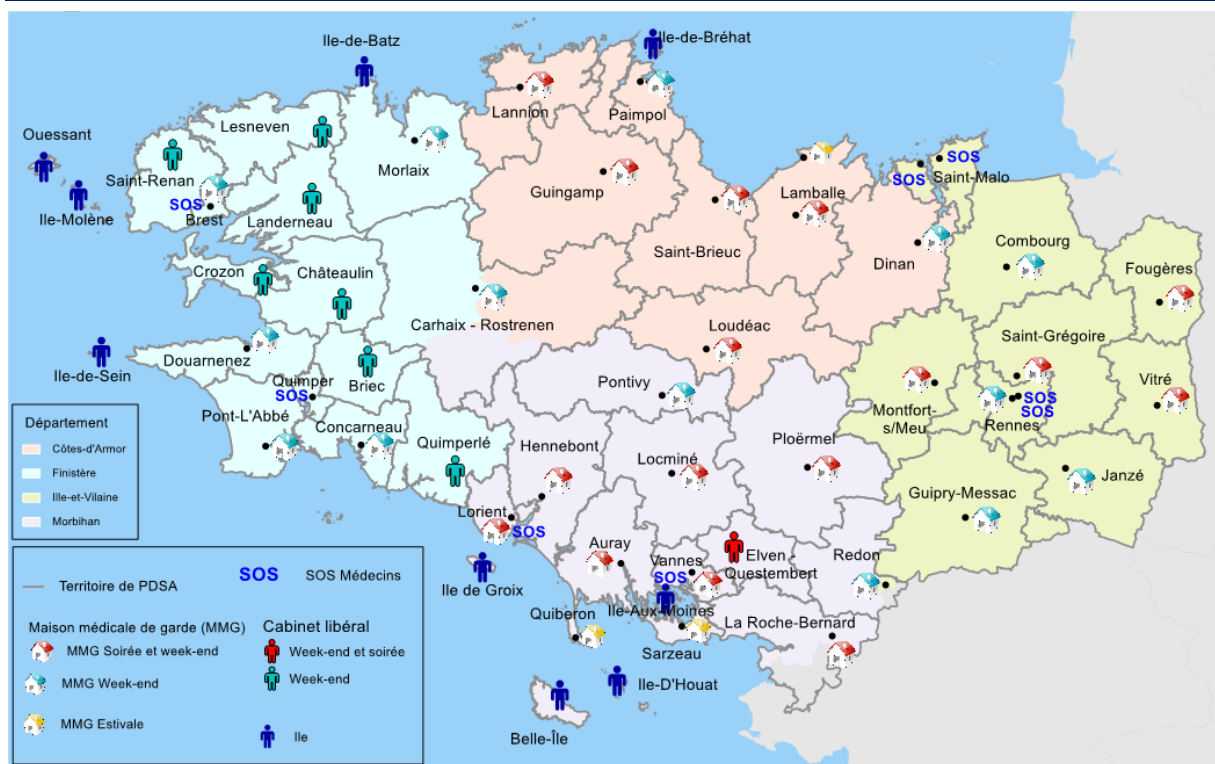 Ile-de-Batz
Ile-de-Bréhat
Ouessant
Lesneven
Lannion
Paimpol
Saint-Renan
Morlaix
Guingamp
Lamballe
SOS
SOS
Saint-Malo
Ile-Molène
SOS
Brest
Landerneau
Saint-Brieuc
Dinan
Combourg
Fougères
Crozon
Châteaulin
Carhaix - Rostrenen
Loudéac
Saint-Grégoire
Ile-de-Sein
Douarnenez
Quimper
SOS
Briec
Pontivy
Vitré
Pont-L'Abbé
Concarneau
Quimperlé
Hennebont
Locminé
Ploërmel
Montfort-
s/Meu
SOS
SOS
Rennes
Guipry-Messac
Janzé
Lorient
SOS
Auray
Vannes
SOS
Elven -
Questembert
Redon
Ile de Groix
Quiberon
Ile-Aux-Moines
La Roche-Bernard
Sarzeau
Ile-D'Houat
Belle-Île
Département
Côtes-d'Armor
Finistère
Ille-et-Vilaine
Morbihan
Territoire de PDSA
SOS SOS Médecins
Maison médicale de garde (MMG)
MMG Soirée et week-end
MMG Week-end
MMG Estivale
Cabinet libéral
Week-end et soirée
Week-end
Ile